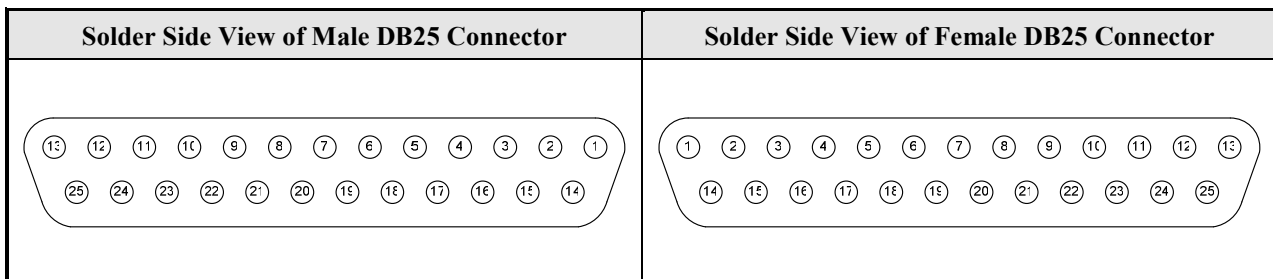 Solder Side View of Male DB25 Connector
Solder Side View of Female DB25 Connector
13 12 11 10 9 8 7 6 5 4 3 2 1
25 24 23 22 21 20 19 18 17 16 15 14
1 2 3 4 5 6 7 8 9 10 11 12 13
14 15 16 17 18 19 20 21 22 23 24 25